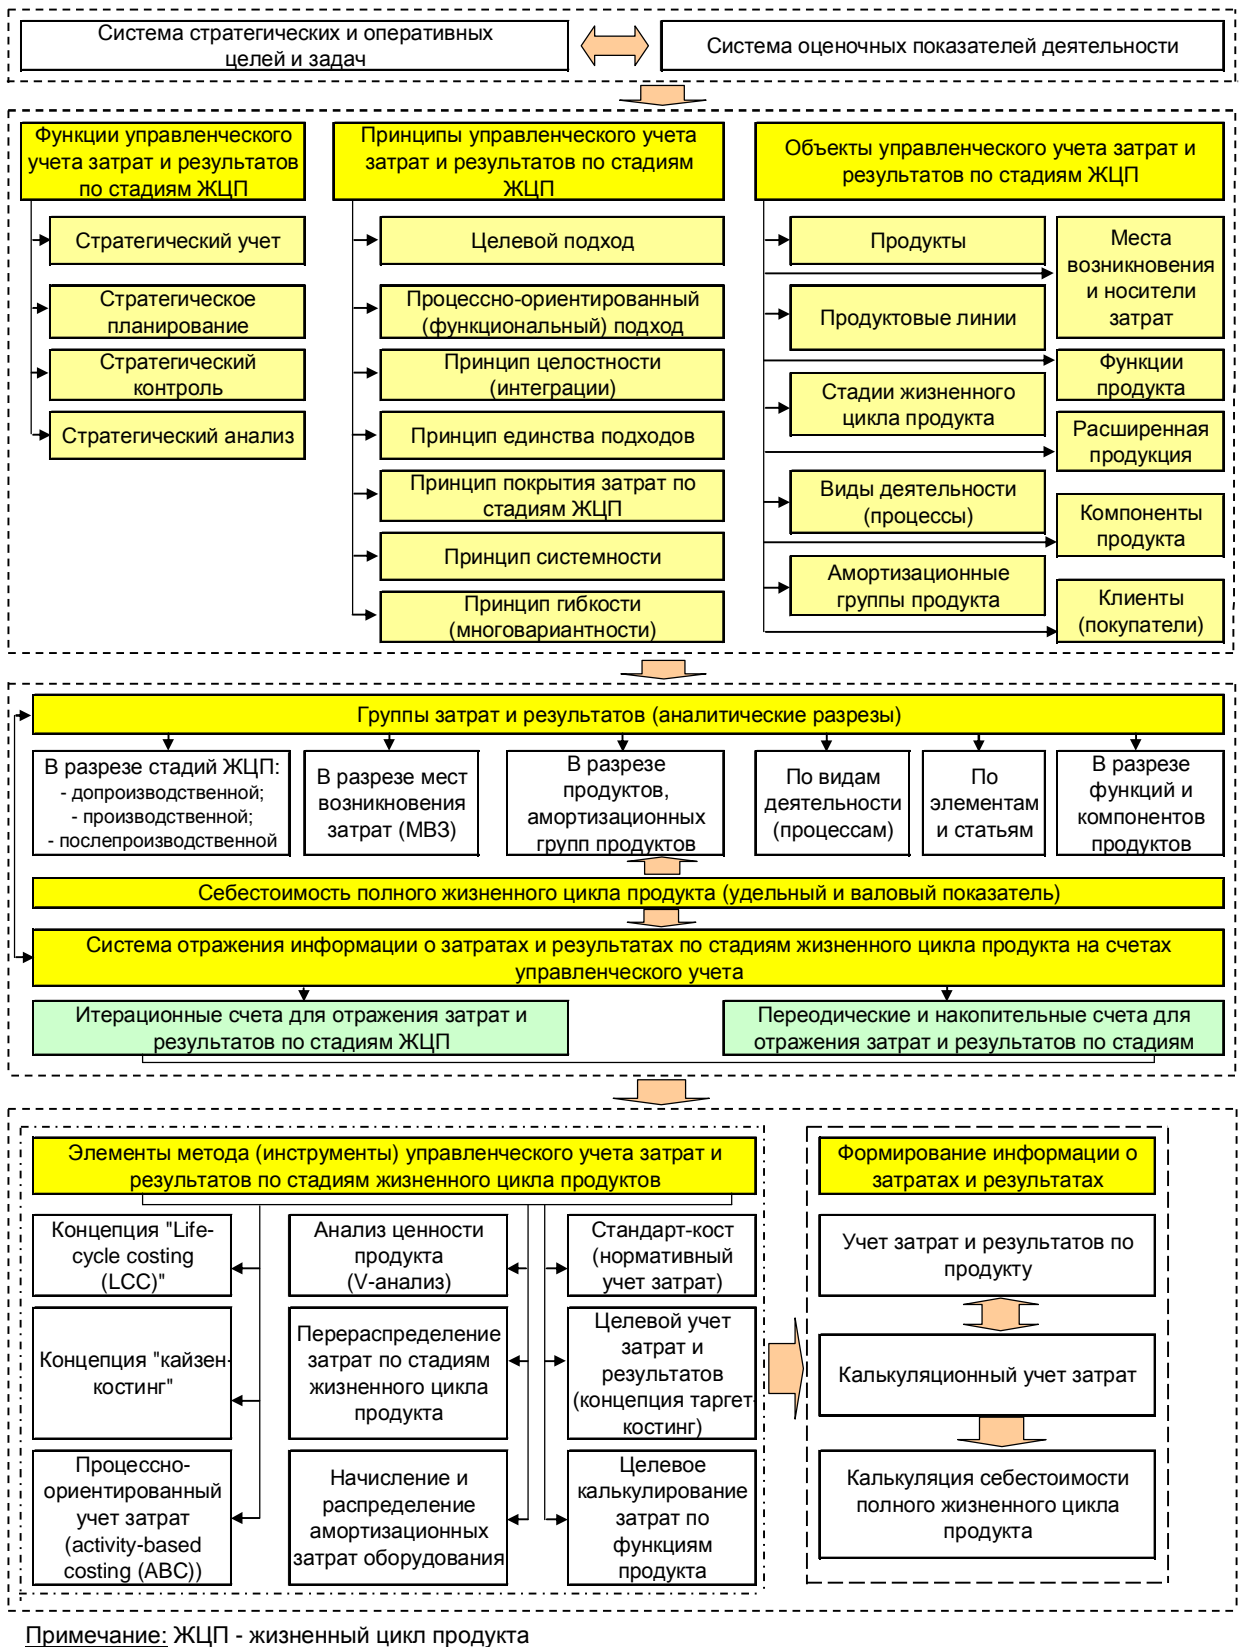 Система стратегических и оперативных
целей и задач
Система оценочных показателей деятельности
Функции управленческого
учета затрат и результатов
по стадиям ЖЦП
Стратегический учет
Стратегическое
планирование
Стратегический
контроль
Стратегический анализ
Принципы управленческого учета
затрат и результатов по стадиям
ЖЦП
Целевой подход
Процессно-ориентированный
(функциональный) подход
Принцип целостности
(интеграции)
Принцип единства подходов
Принцип покрытия затрат по
стадиям ЖЦП
Принцип системности
Принцип гибкости
(многовариантности)
Объекты управленческого учета затрат и
результатов по стадиям ЖЦП
Продукты
Продуктовые линии
Стадии жизненного
цикла продукта
Виды деятельности
(процессы)
Амортизационные
группы продукта
Места
возникновения
и носители
затрат
Функции
продукта
Расширенная
продукция
Компоненты
продукта
Клиенты
(покупатели)
Группы затрат и результатов (аналитические разрезы)
В разрезе стадий ЖЦП:
- допроизводственной;
- производственной;
- послепроизводственной
В разрезе мест
возникновения
затрат (МВЗ)
В разрезе
продуктов,
амортизационных
групп продуктов
По видам
деятельности
(процессам)
По
элементам
и статьям
В разрезе
функций и
компонентов
продуктов
Себестоимость полного жизненного цикла продукта (удельный и валовый показатель)
Система отражения информации о затратах и результатах по стадиям жизненного цикла продукта на счетах
управленческого учета
Итерационные счета для отражения затрат и
результатов по стадиям ЖЦП
Переодические и накопительные счета для
отражения затрат и результатов по стадиям
Элементы метода (инструменты) управленческого учета затрат и
результатов по стадиям жизненного цикла продуктов
Концепция "Life-
cycle costing
(LCC)"
Концепция "кайзен-
костинг"
Процессно-
ориентированный
учет затрат
(activity-based
costing (ABC))
Анализ ценности
продукта
(V-анализ)
Перераспределение
затрат по стадиям
жизненного цикла
продукта
Начисление и
распределение
амортизационных
затрат оборудования
Стандарт-кост
(нормативный
учет затрат)
Целевой учет
затрат и
результатов
(концепция таргет-
костинг)
Целевое
калькулирование
затрат по
функциям
продукта
Формирование информации о
затратах и результатах
Учет затрат и результатов по
продукту
Калькуляционный учет затрат
Калькуляция себестоимости
полного жизненного цикла
продукта
Примечание: ЖЦП - жизненный цикл продукта